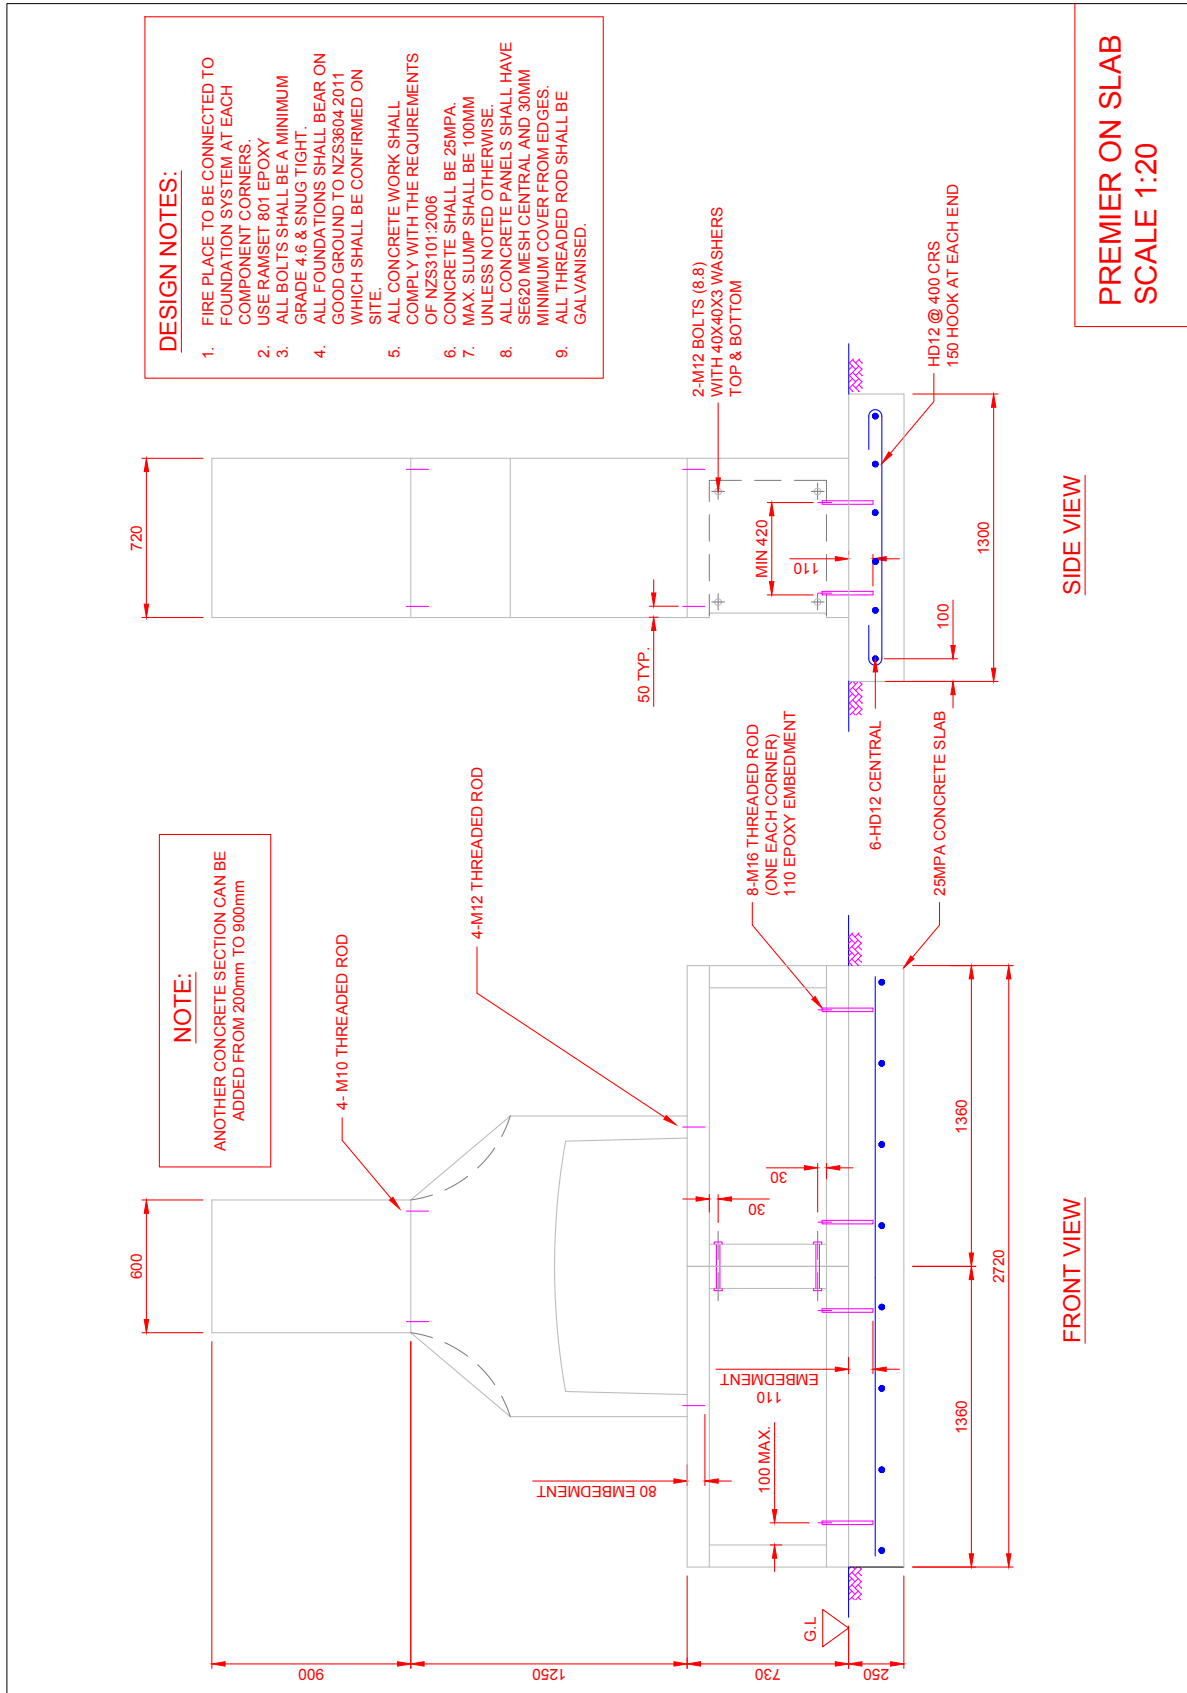 NOTE:
ANOTHER CONCRETE SECTION CAN BE
ADDED FROM 200mm TO 900mm
DESIGN NOTES:
1. FIRE PLACE TO BE CONNECTED TO
FOUNDATION SYSTEM AT EACH
COMPONENT CORNERS.
2. USE RAMSET 801 EPOXY
3. ALL BOLTS SHALL BE A MINIMUM
GRADE 4.6 & SNUG TIGHT.
4. ALL FOUNDATIONS SHALL BEAR ON
GOOD GROUND TO NZS3604 2011
WHICH SHALL BE CONFIRMED ON
SITE.
5. ALL CONCRETE WORK SHALL
COMPLY WITH THE REQUIREMENTS
OF NZS3101:2006
6. CONCRETE SHALL BE 25MPA.
7. MAX. SLUMP SHALL BE 100MM
UNLESS NOTED OTHERWISE.
8. ALL CONCRETE PANELS SHALL HAVE
SE620 MESH CENTRAL AND 30MM
MINIMUM COVER FROM EDGES.
9. ALL THREADED ROD SHALL BE
GALVANISED.
600
720
4- M10 THREADED ROD
4-M12 THREADED ROD
900
1250
730
250
80 EMBEDMENT
100 MAX.
110
EMBEDMENT
30
30
8-M16 THREADED ROD
(ONE EACH CORNER)
110 EPOXY EMBEDMENT
50 TYP.
MIN 420
110
2-M12 BOLTS (8.8)
WITH 40X40X3 WASHERS
TOP & BOTTOM
G.L
6-HD12 CENTRAL
25MPA CONCRETE SLAB
100
HD12 @ 400 CRS
150 HOOK AT EACH END
1360
1360
2720
1300
FRONT VIEW
SIDE VIEW
PREMIER ON SLAB
SCALE 1:20